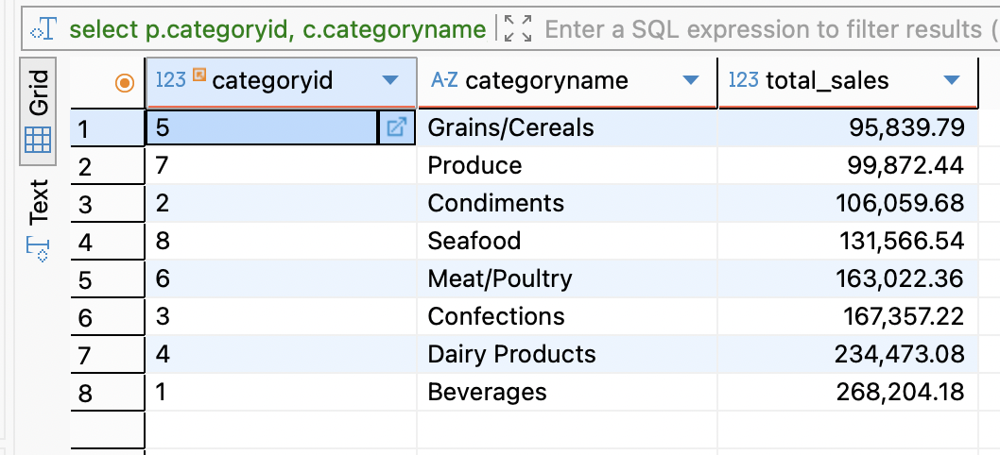 select p.categoryid, c.categoryname Enter a SQL expression to filter results (
Grid
Text
123 categoryid A-Z categoryname 123 total_sales
1 5 Grains/Cereals 95,839.79
2 7 Produce 99,872.44
3 2 Condiments 106,059.68
4 8 Seafood 131,566.54
5 6 Meat/Poultry 163,022.36
6 3 Confections 167,357.22
7 4 Dairy Products 234,473.08
8 1 Beverages 268,204.18